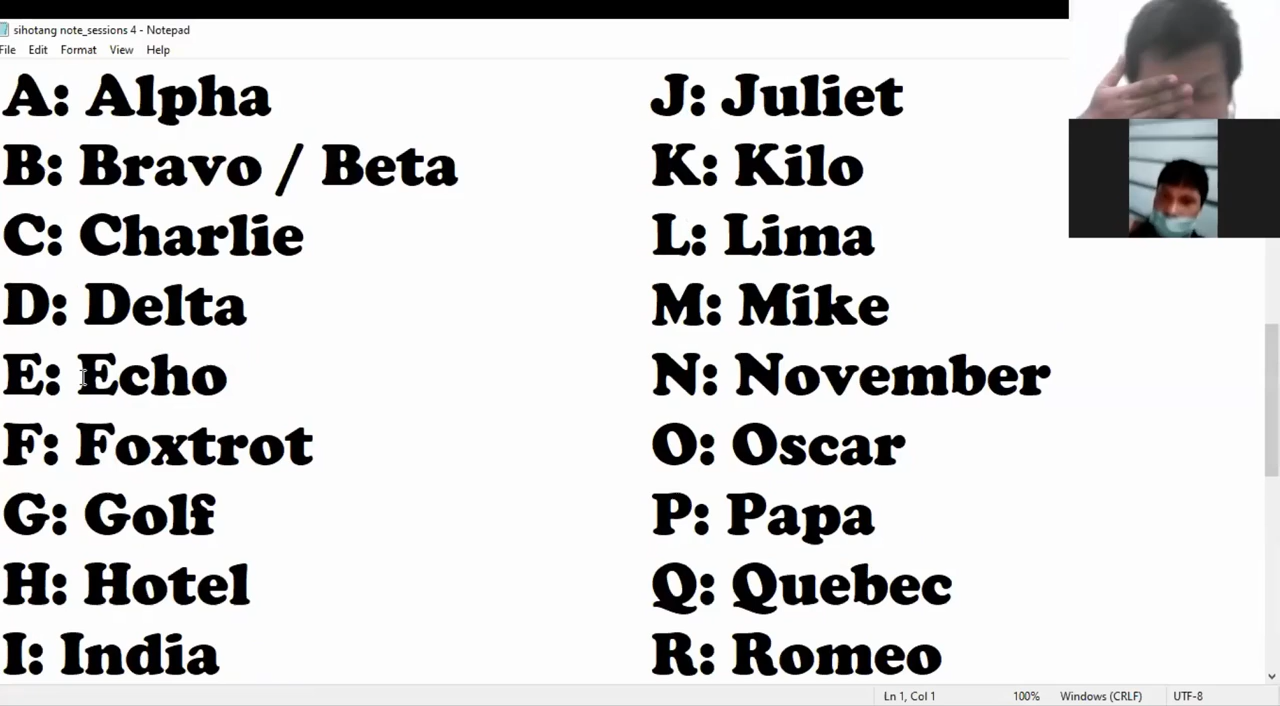 sihotang note_sessions 4 - Notepad
File Edit Format View Help
A: Alpha
B: Bravo / Beta
C: Charlie
D: Delta
E: Echo
F: Foxtrot
G: Golf
H: Hotel
I: India
J: Juliet
K: Kilo
L: Lima
M: Mike
N: November
O: Oscar
P: Papa
Q: Quebec
R: Romeo
Ln 1, Col 1 100% Windows (CRLF) UTF-8